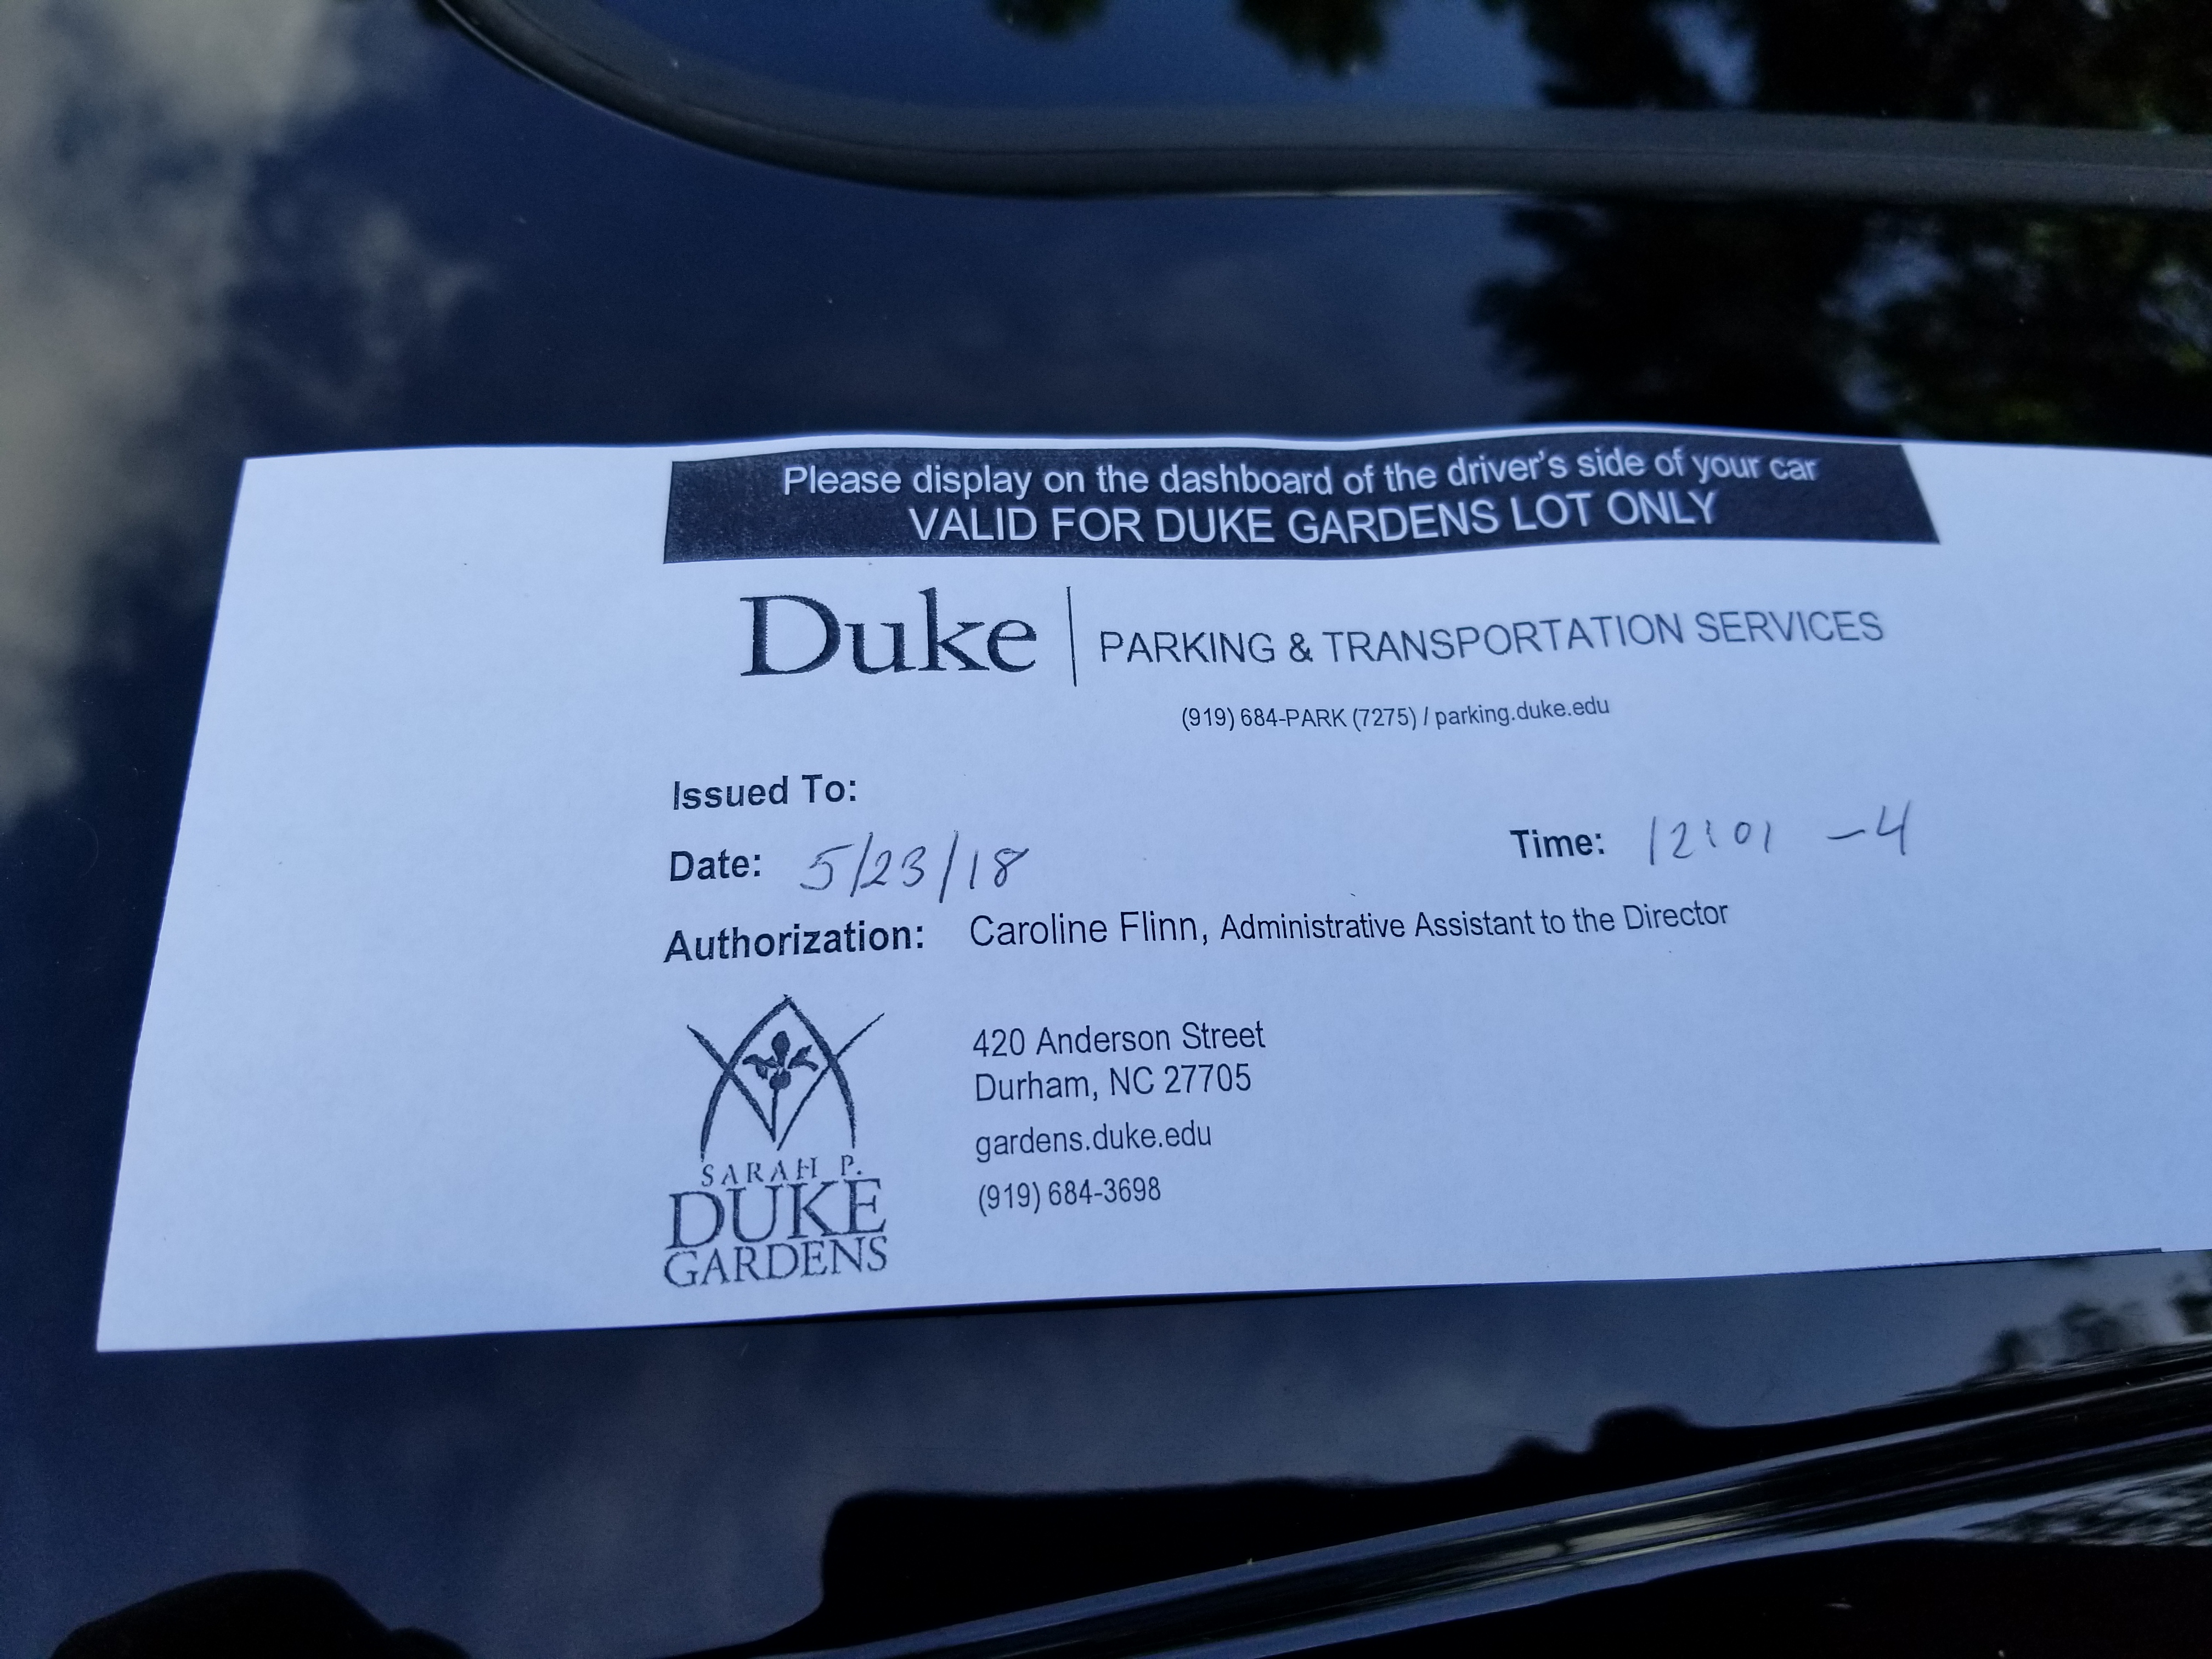 Please display on the dashboard of the driver's side of your car
VALID FOR DUKE GARDENS LOT ONLY
Duke | PARKING & TRANSPORTATION SERVICES
(919) 684-PARK (7275) / parking.duke.edu
Issued To:
Date: 5/23/18 Time: 12:01 - 4
Authorization: Caroline Flinn, Administrative Assistant to the Director
420 Anderson Street
Durham, NC 27705
gardens.duke.edu
(919) 684-3698
SARAH P.
DUKE
GARDENS